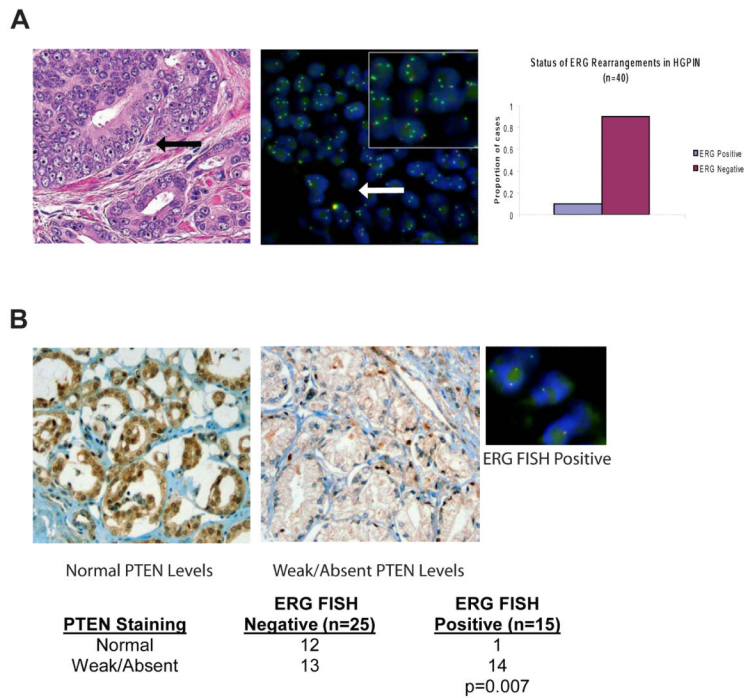 A
Status of ERG Rearrangements in HGPIN
(n=40)
Proportion of cases
1
0.8
0.6
0.4
0.2
0
ERG Positive
ERG Negative
B
ERG FISH Positive
Normal PTEN Levels
Weak/Absent PTEN Levels
PTEN Staining
ERG FISH
Negative (n=25)
ERG FISH
Positive (n=15)
Normal 12 1
Weak/Absent 13 14
p=0.007